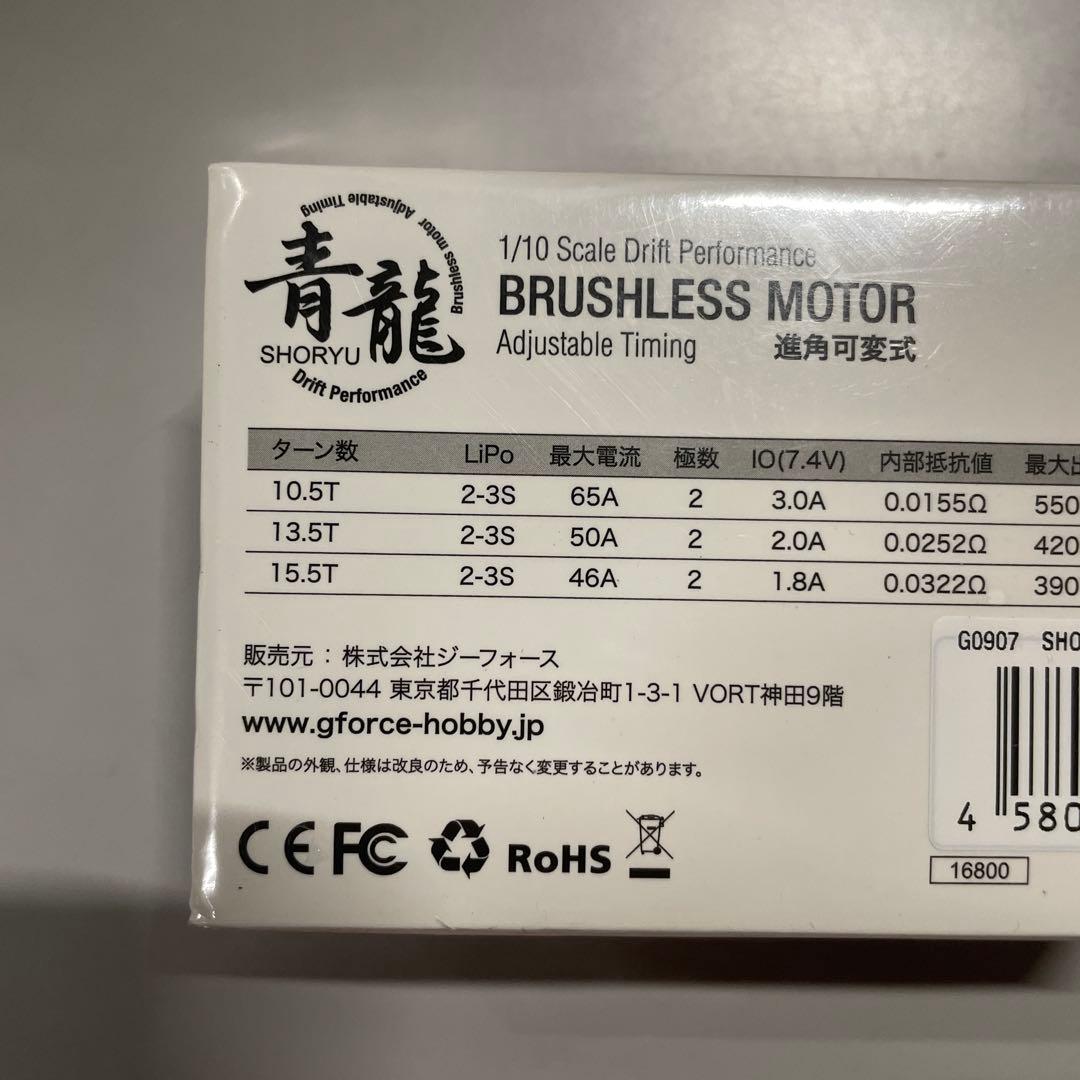 Brushless motor Adjustable Timing
青龍
SHORYU
Drift Performance
1/10 Scale Drift Performance
BRUSHLESS MOTOR
Adjustable Timing 進角可変式
ターン数 LiPo 最大電流 極数 IO(7.4V) 内部抵抗値 最大出
10.5T 2-3S 65A 2 3.0A 0.0155Ω 550
13.5T 2-3S 50A 2 2.0A 0.0252Ω 420
15.5T 2-3S 46A 2 1.8A 0.0322Ω 390
G0907 SHO
販売元 : 株式会社ジーフォース
〒101-0044 東京都千代田区鍛冶町1-3-1 VORT神田9階
www.gforce-hobby.jp
※製品の外観、仕様は改良のため、予告なく変更することがあります。
4 580
CE FC RoHS
16800